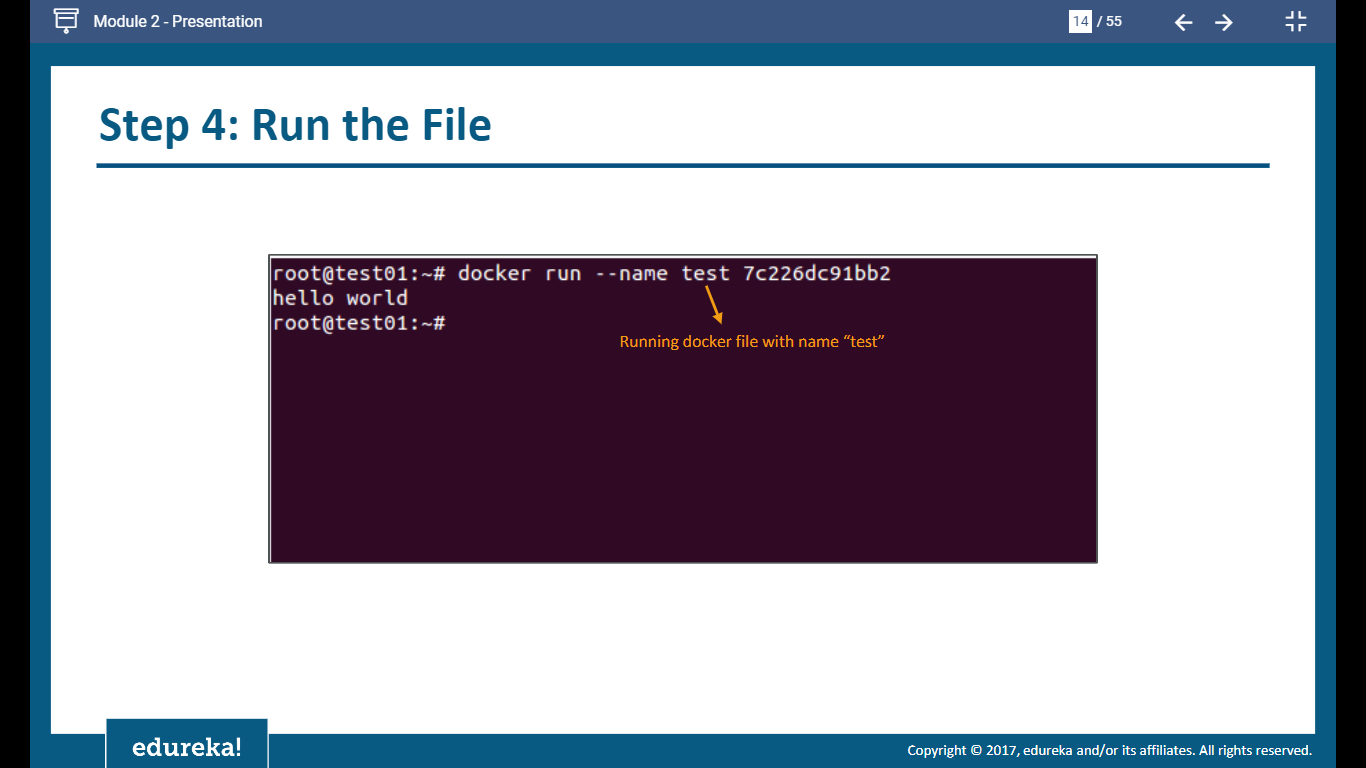 Module 2 - Presentation
14 / 55
Step 4: Run the File
root@test01:~# docker run --name test 7c226dc91bb2
hello world
root@test01:~#
Running docker file with name “test”
edureka!
Copyright © 2017, edureka and/or its affiliates. All rights reserved.